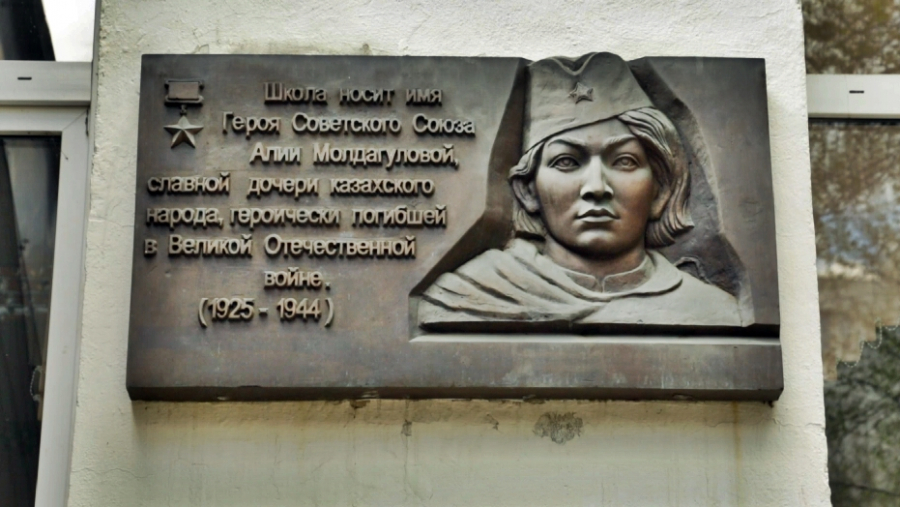 Школа носит имя
Героя Советского Союза
Алии Молдагуловой,
славной дочери казахского
народа, героически погибшей
в Великой Отечественной
войне.
(1925 - 1944)